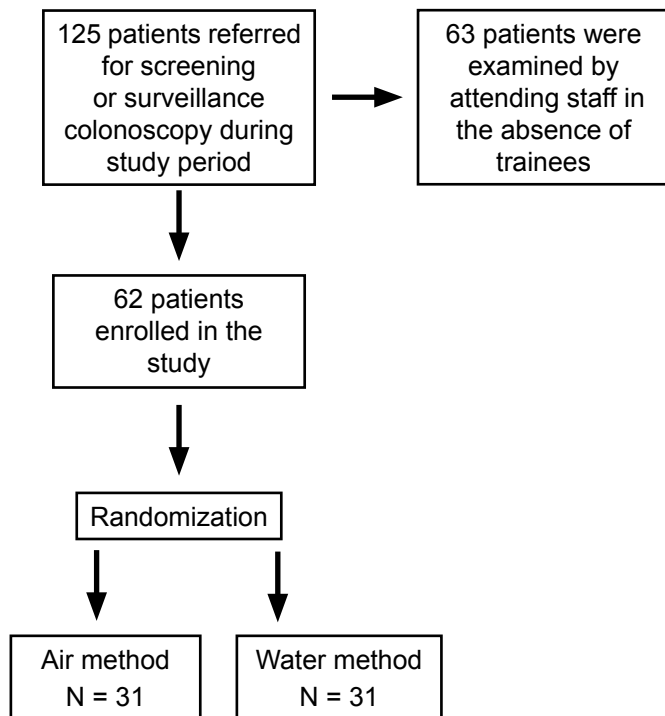 125 patients referred
for screening
or surveillance
colonoscopy during
study period
63 patients were
examined by
attending staff in
the absence of
trainees
62 patients
enrolled in the
study
Randomization
Air method
N = 31
Water method
N = 31